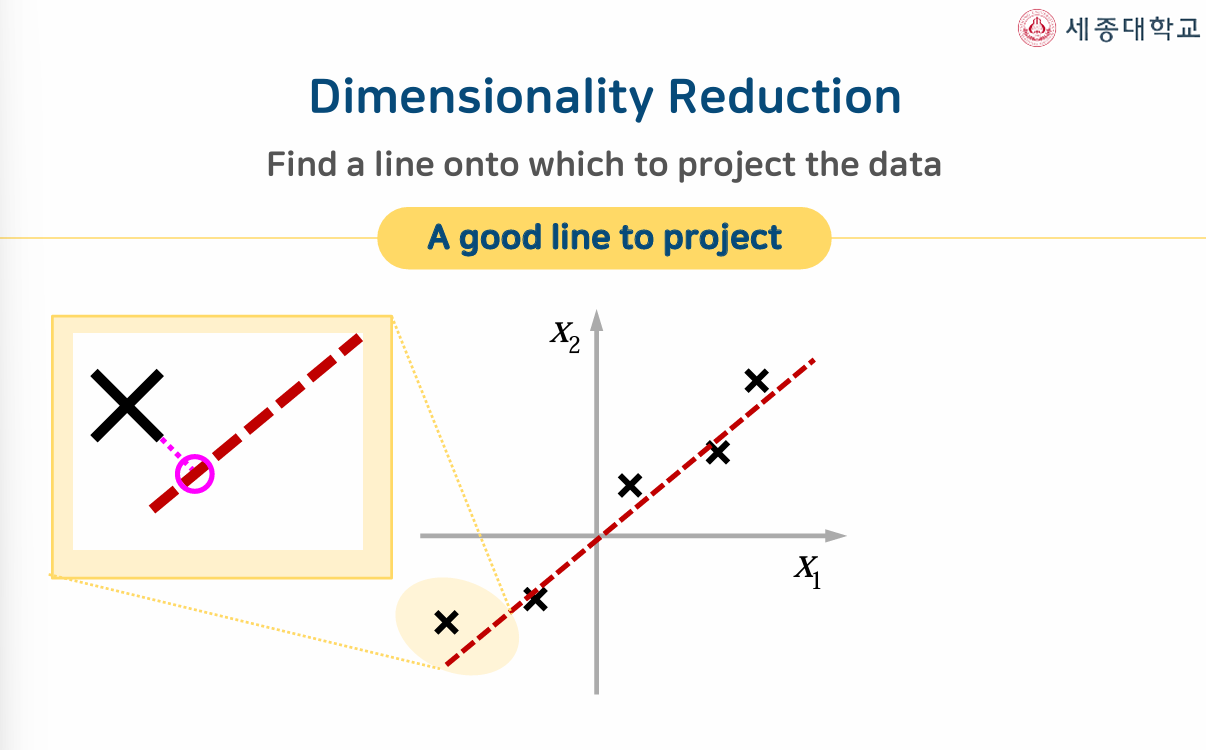 세종대학교
Dimensionality Reduction
Find a line onto which to project the data
A good line to project
X2
X1